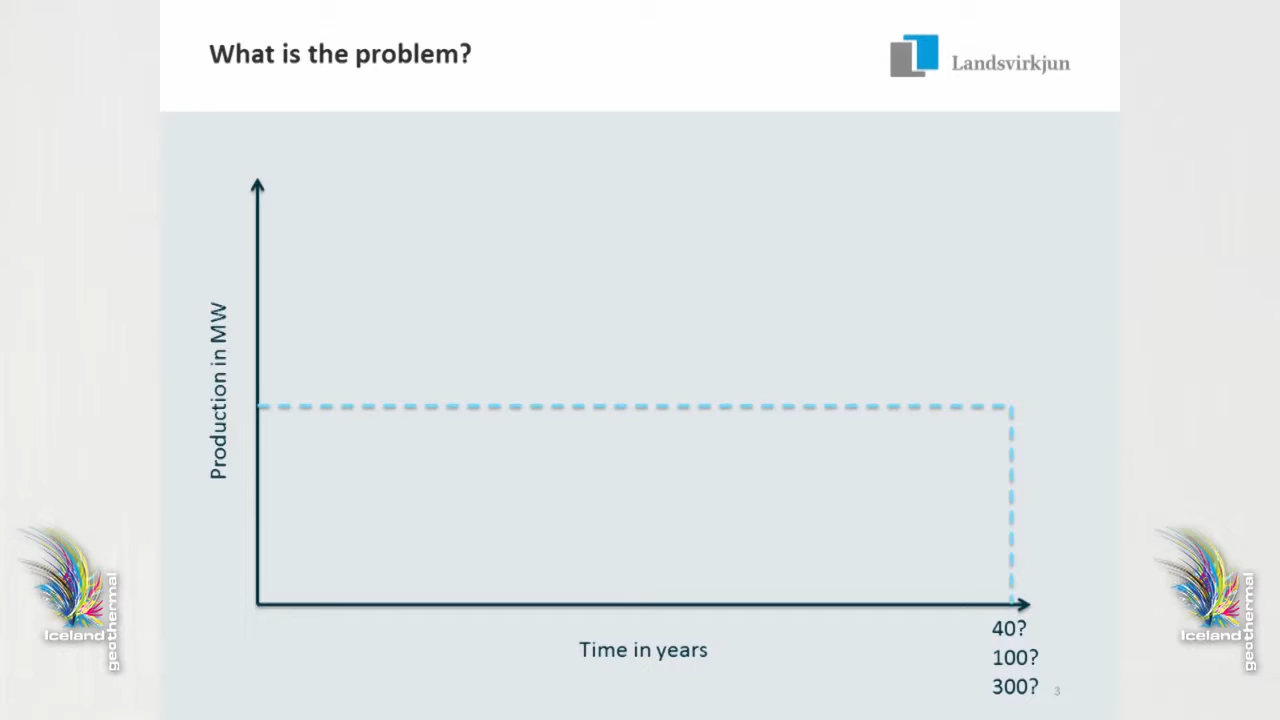 What is the problem?
Landsvirkjun
Production in MW
Time in years
40?
100?
300?
3
Iceland
geothermal
Iceland
geothermal